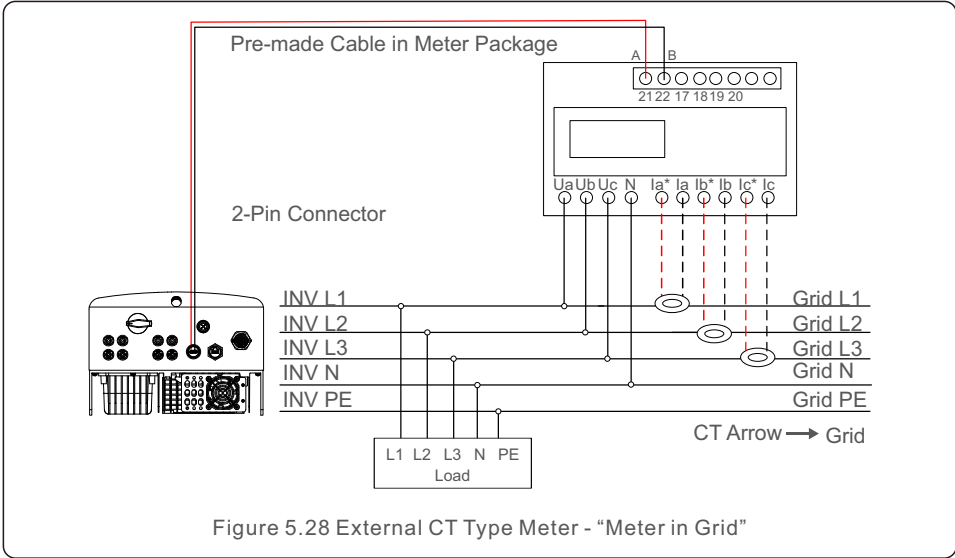 Pre-made Cable in Meter Package
A B
21 22 17 18 19 20
Ua Ub Uc N Ia* Ia Ib* Ib Ic* Ic
2-Pin Connector
INV L1 Grid L1
INV L2 Grid L2
INV L3 Grid L3
INV N Grid N
INV PE Grid PE
CT Arrow → Grid
L1 L2 L3 N PE
Load
Figure 5.28 External CT Type Meter - “Meter in Grid”